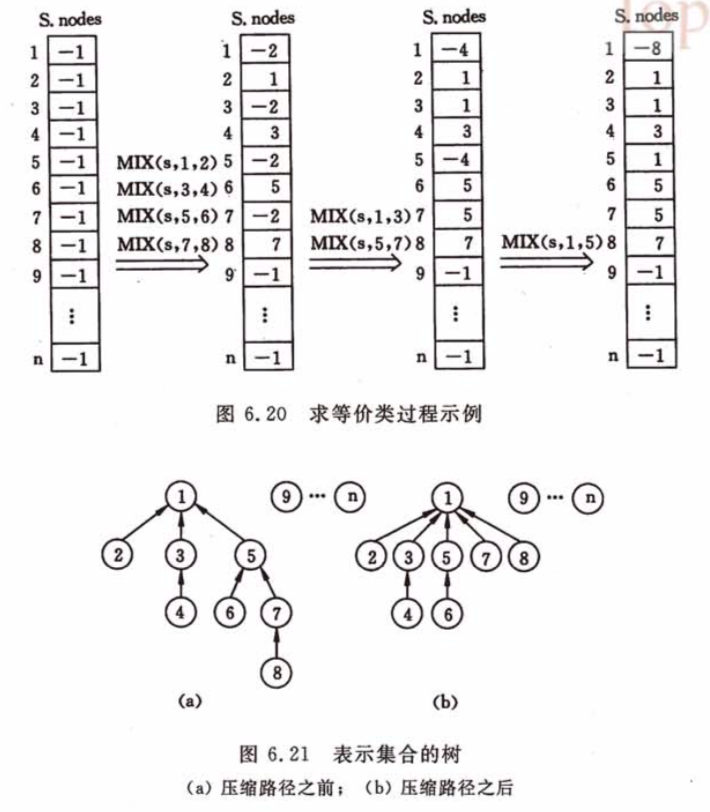 S. nodes S. nodes S. nodes S. nodes
1 −1 1 −2 1 −4 1 −8
2 −1 2 1 2 1 2 1
3 −1 3 −2 3 1 3 1
4 −1 4 3 4 3 4 3
5 −1 MIX(s,1,2) 5 −2 5 −4 5 1
6 −1 MIX(s,3,4) 6 5 6 5 6 5
7 −1 MIX(s,5,6) 7 −2 MIX(s,1,3) 7 5 7 5
8 −1 MIX(s,7,8) 8 7 MIX(s,5,7) 8 7 MIX(s,1,5) 8 7
9 −1 9 −1 9 −1 9 −1
⋮ ⋮ ⋮ ⋮
n −1 n −1 n −1 n −1
图 6.20 求等价类过程示例
1 9 … n 1 9 … n
2 3 5 2 3 5 7 8
4 6 7 4 6
8
(a) (b)
图 6.21 表示集合的树
(a) 压缩路径之前; (b) 压缩路径之后